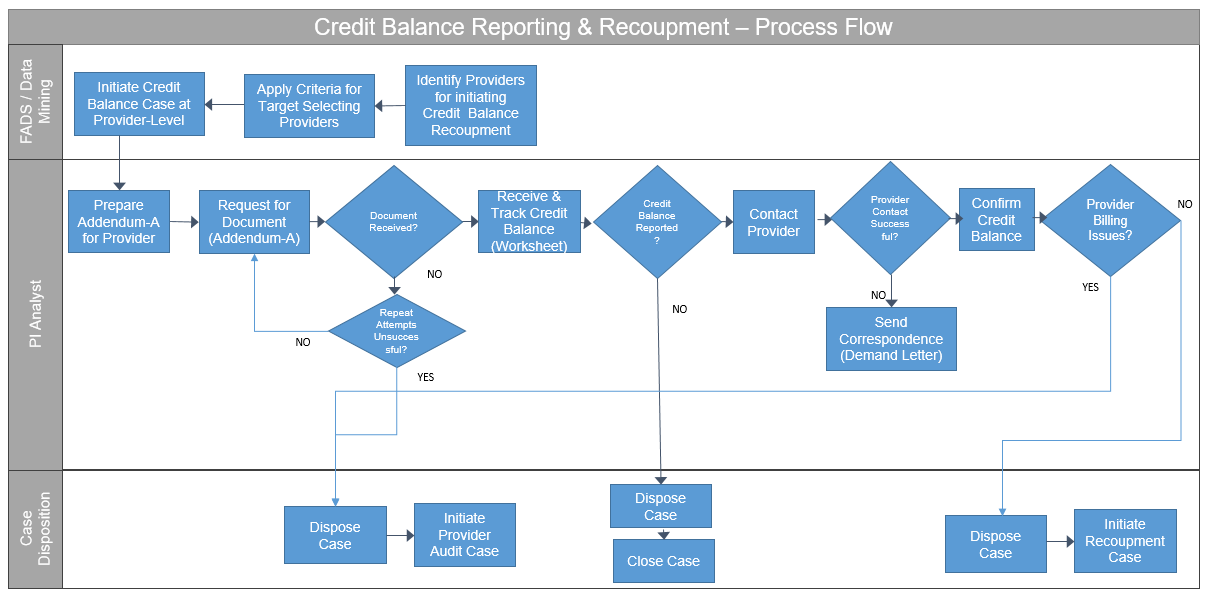 Credit Balance Reporting & Recoupment – Process Flow
FADS / Data
Mining
Initiate Credit
Balance Case at
Provider-Level
Apply Criteria for
Target Selecting
Providers
Identify Providers
for initiating
Credit Balance
Recoupment
PI Analyst
Prepare
Addendum-A
for Provider
Request for
Document
(Addendum-A)
Document
Received?
NO
Repeat
Attempts
Unsucces
sful?
NO
YES
Receive &
Track Credit
Balance
(Worksheet)
Credit
Balance
Reported
?
NO
Contact
Provider
Provider
Contact
Success
ful?
NO
Send
Correspondence
(Demand Letter)
Confirm
Credit
Balance
Provider
Billing
Issues?
NO
YES
Case
Disposition
Dispose
Case
Initiate
Provider
Audit Case
Dispose
Case
Close Case
Dispose
Case
Initiate
Recoupment
Case